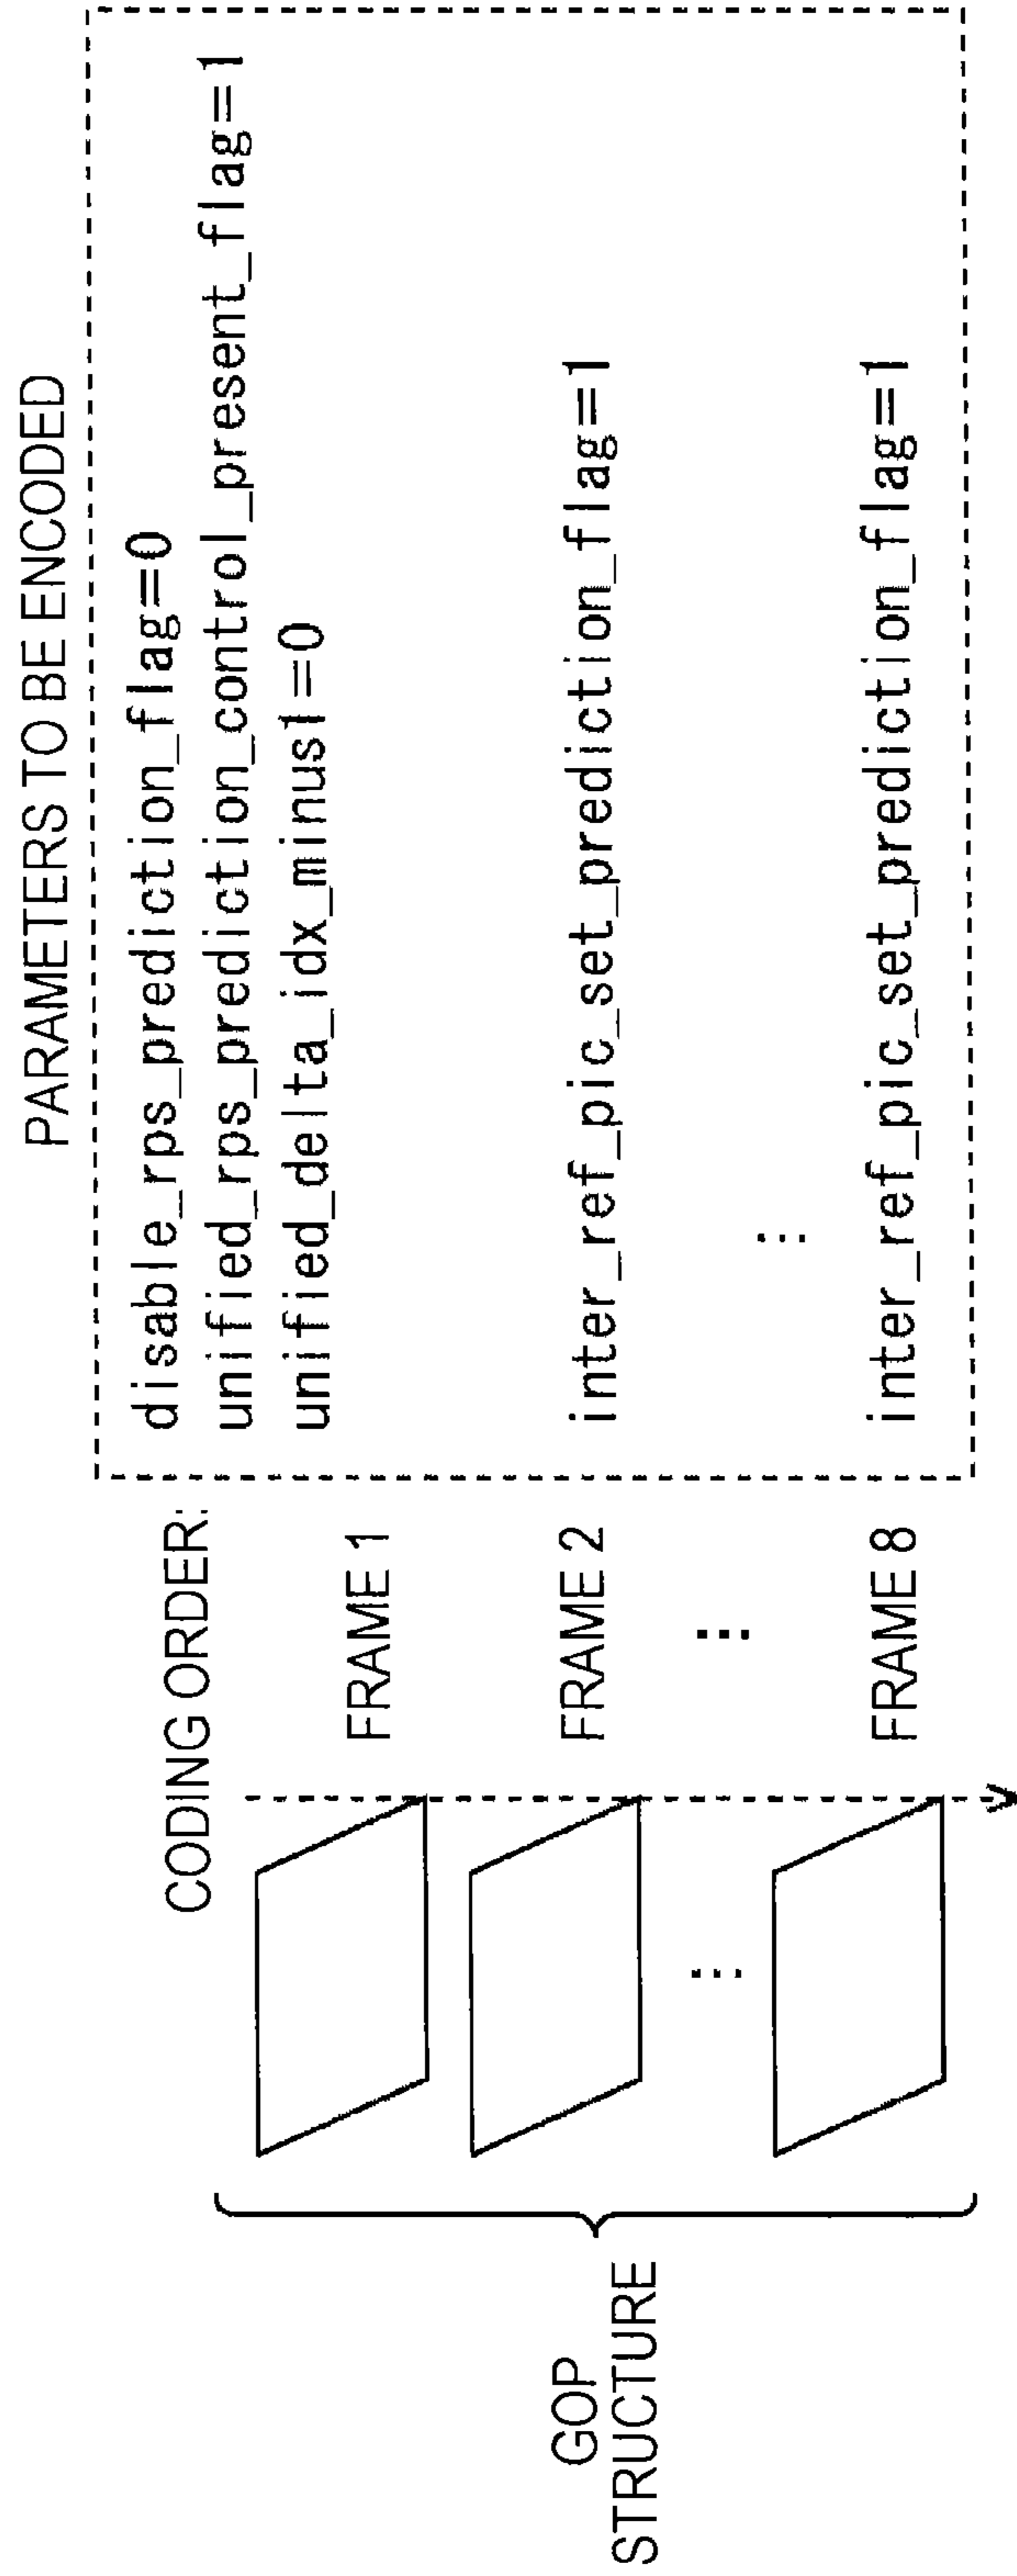 PARAMETERS TO BE ENCODED
CODING ORDER:
disable_rps_prediction_flag=0
unified_rps_prediction_control_present_flag=1
unified_delta_idx_minus1=0
FRAME 1
FRAME 2
inter_ref_pic_set_prediction_flag=1
...
...
...
FRAME 8
inter_ref_pic_set_prediction_flag=1
GOP
STRUCTURE